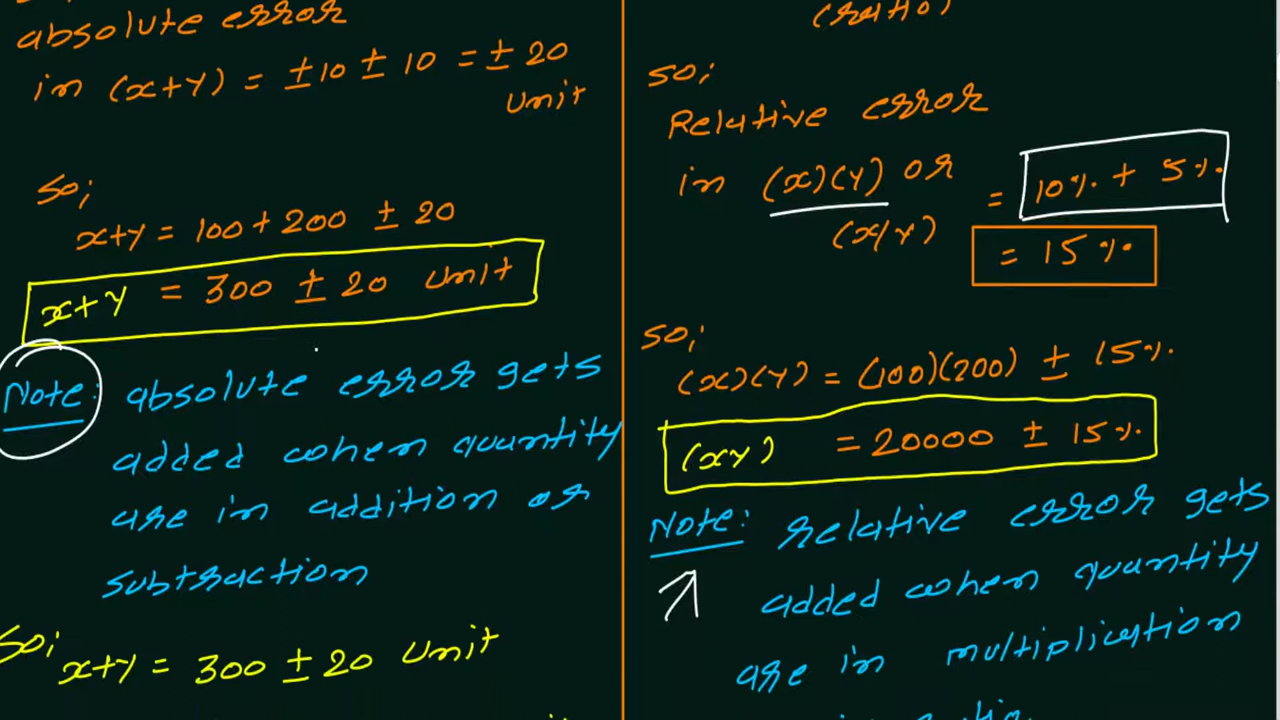 absolute error
in (x+y) = ±10 ± 10 = ± 20
Unit
so;
x+y = 100 + 200 ± 20
x+y = 300 ± 20 Unit
Note: absolute error gets
added when quantity
are in addition or
subtraction
so; x+y = 300 ± 20 Unit
(ratio)
so;
Relative error
in (x)(y) or
(x/y)
= 10%. + 5%.
= 15%.
so;
(x)(y) = (100)(200) ± 15%.
(xy) = 20000 ± 15%.
Note: relative error gets
added when quantity
are in multiplication